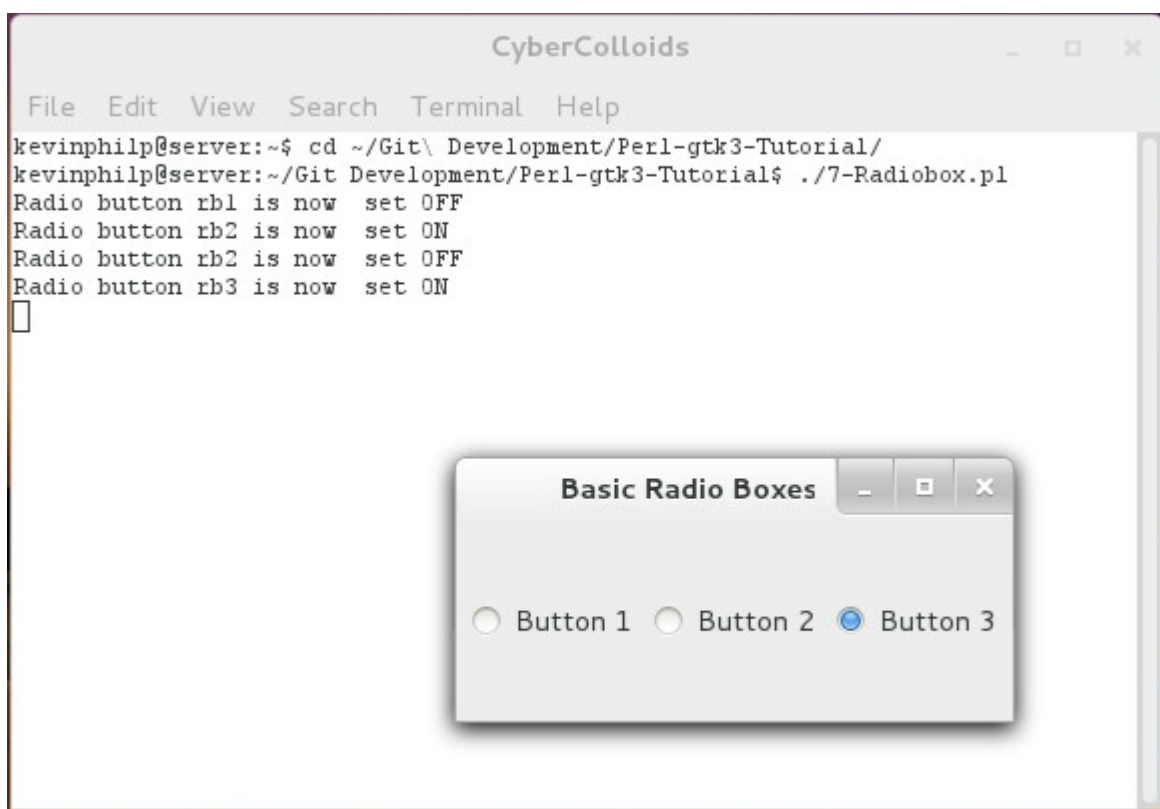 CyberColloids
File Edit View Search Terminal Help
kevinphilp@server:~$ cd ~/Git\ Development/Perl-gtk3-Tutorial/
kevinphilp@server:~/Git Development/Perl-gtk3-Tutorial$ ./7-Radiobox.pl
Radio button rb1 is now  set OFF
Radio button rb2 is now  set ON
Radio button rb2 is now  set OFF
Radio button rb3 is now  set ON
Basic Radio Boxes
Button 1 Button 2 Button 3